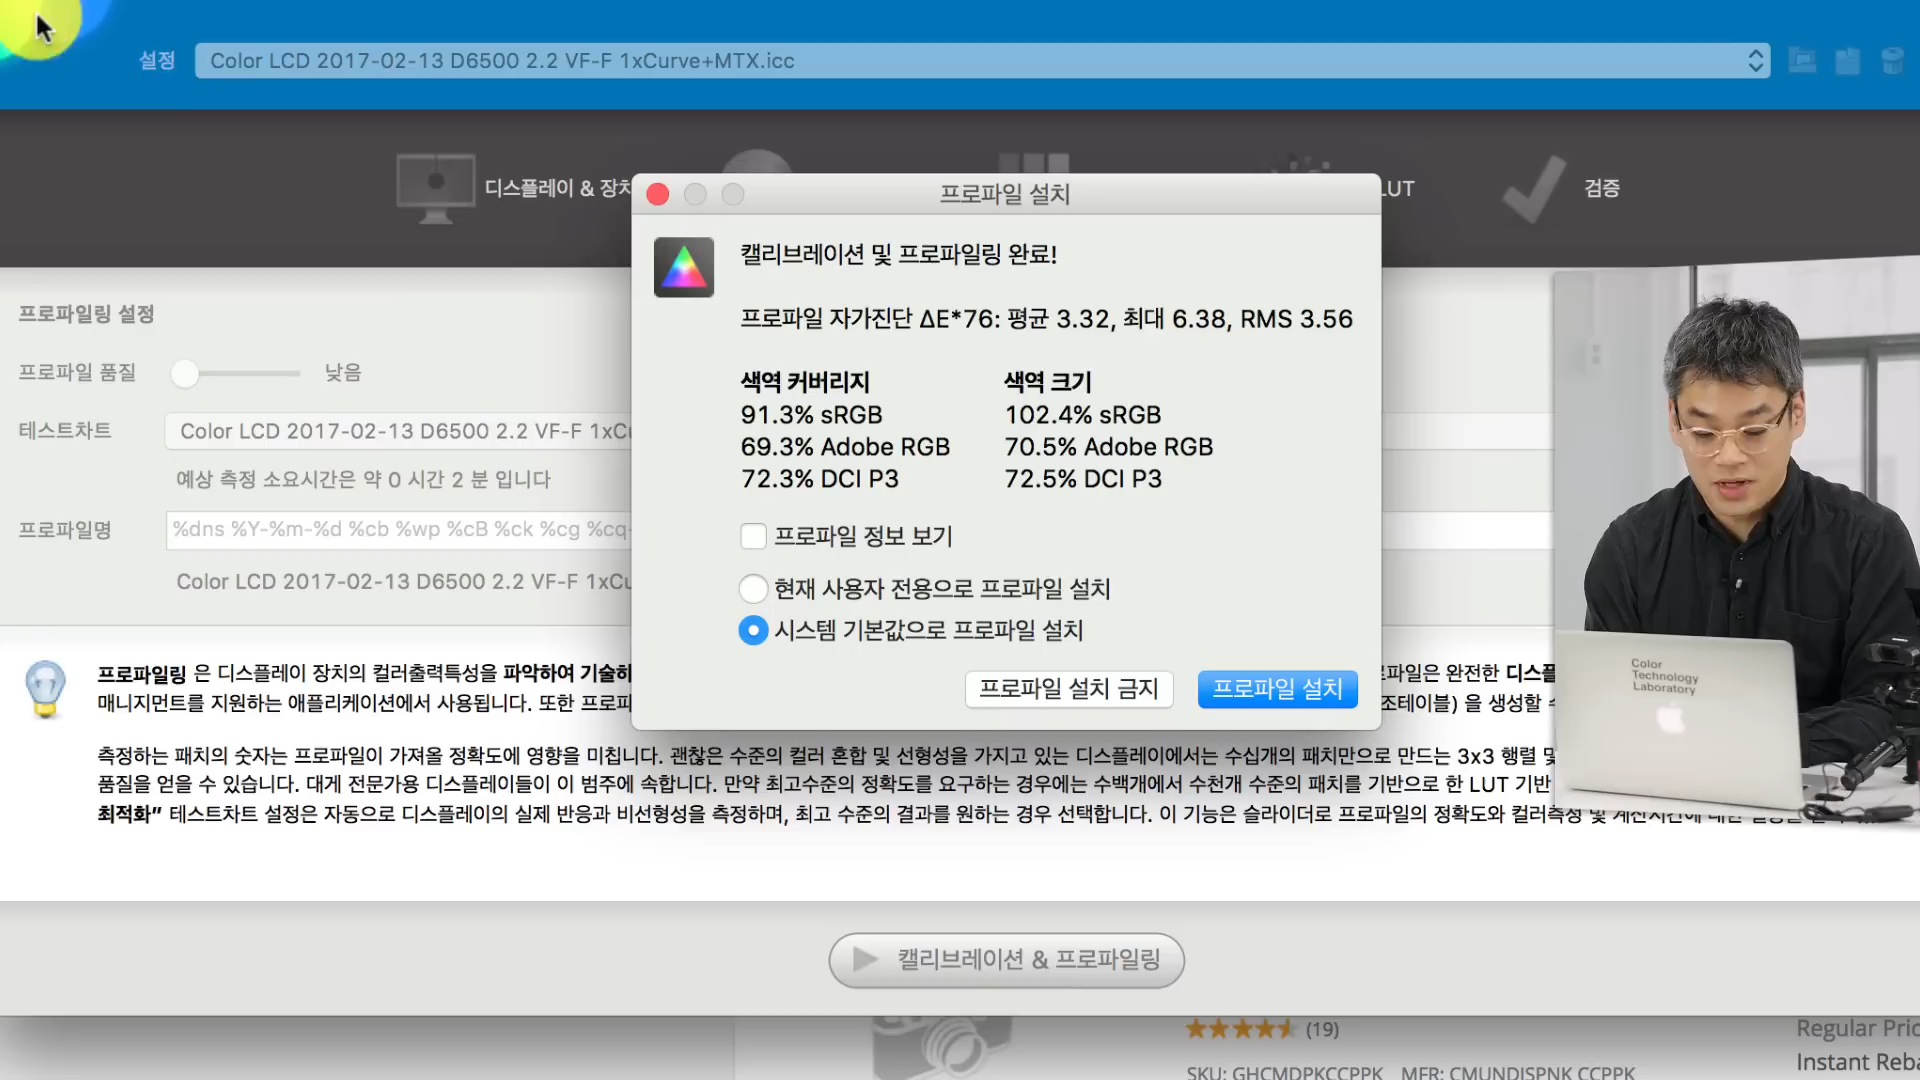 설정
Color LCD 2017-02-13 D6500 2.2 VF-F 1xCurve+MTX.icc
디스플레이 & 장치
LUT
검증
프로파일 설치
캘리브레이션 및 프로파일링 완료!
프로파일 자가진단 ΔE*76: 평균 3.32, 최대 6.38, RMS 3.56
색역 커버리지
91.3% sRGB
69.3% Adobe RGB
72.3% DCI P3
색역 크기
102.4% sRGB
70.5% Adobe RGB
72.5% DCI P3
프로파일 정보 보기
현재 사용자 전용으로 프로파일 설치
시스템 기본값으로 프로파일 설치
프로파일 설치 금지
프로파일 설치
프로파일링 설정
프로파일 품질
낮음
테스트차트
Color LCD 2017-02-13 D6500 2.2 VF-F
예상 측정 소요시간은 약 0 시간 2 분 입니다
프로파일명
%dns %Y-%m-%d %cb %wp %cB %ck %cg %cq-
Color LCD 2017-02-13 D6500 2.2 VF-F
프로파일링 은 디스플레이 장치의 컬러출력특성을 파악하여 완전한
매니지먼트를 지원하는 애플리케이션에서 사용됩니다. 또한 을 생성할
측정하는 패치의 숫자는 프로파일이 가져올 정확도에 영향을 미칩니다. 괜찮은 수준의 컬러 혼합 및 선형성을 가지고 있는 디스플레이에서는 수십개의 패치만으로 만드는 3x3 행렬 및
품질을 얻을 수 있습니다. 대게 전문가용 디스플레이들이 이 범주에 속합니다. 만약 최고수준의 정확도를 요구하는 경우에는 수백개에서 수천개 수준의 패치를 기반으로 한 LUT 기반
최적화” 테스트차트 설정은 자동으로 디스플레이의 실제 반응과 비선형성을 측정하며, 최고 수준의 결과를 원하는 경우 선택합니다. 이 기능은 슬라이더로 프로파일의 정확도와 컬러측정 및
Color
Technology
Laboratory
캘리브레이션 & 프로파일링
(19)
Regular
SKU: GHCMDPKCCPPK MFR: CMUNDISPNK CCPPK
Instant